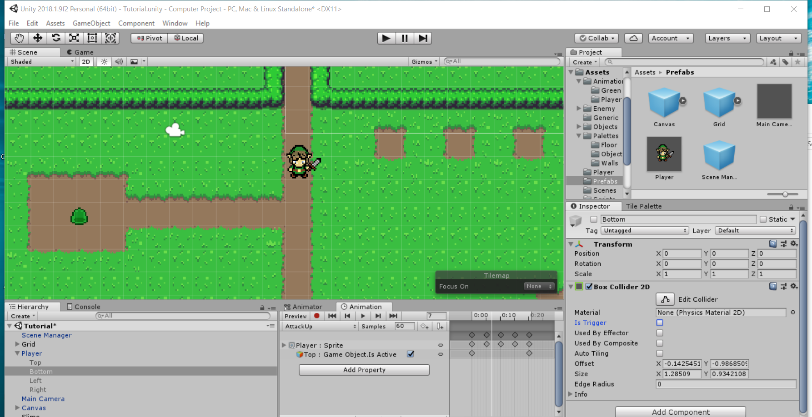 Unity 2018.1.9f2 Personal (64bit) - Tutorial.unity - Computer Project - PC, Mac & Linux Standalone* <DX11>
File Edit Assets GameObject Component Window Help
Pivot Local Collab Account Layers Layout
Scene Game
Shaded 2D Gizmos All
Tilemap
Focus On None
Project
Create
Assets
Animation
Green
Player
Enemy
Generic
Objects
Palettes
Floor
Object
Walls
Player
Prefabs
Scenes
Assets Prefabs
Canvas Grid Main Came...
Player Scene Man...
Hierarchy Console
Create All
Tutorial*
Scene Manager
Grid
Player
Top
Bottom
Left
Right
Main Camera
Canvas
Animator Animation
Preview 7 0:00 0:10 0:20
AttackUp Samples 60
Player : Sprite
Top : Game Object.Is Active
Add Property
Inspector Tile Palette
Bottom Static
Tag Untagged Layer Default
Transform
Position X 0 Y 0 Z 0
Rotation X 0 Y 0 Z 0
Scale X 1 Y 1 Z 1
Box Collider 2D
Edit Collider
Material None (Physics Material 2D)
Is Trigger
Used By Effector
Used By Composite
Auto Tiling
Offset X -0.1425451 Y -0.9868509
Size X 1.28509 Y 0.9342108
Edge Radius 0
Info
Add Component